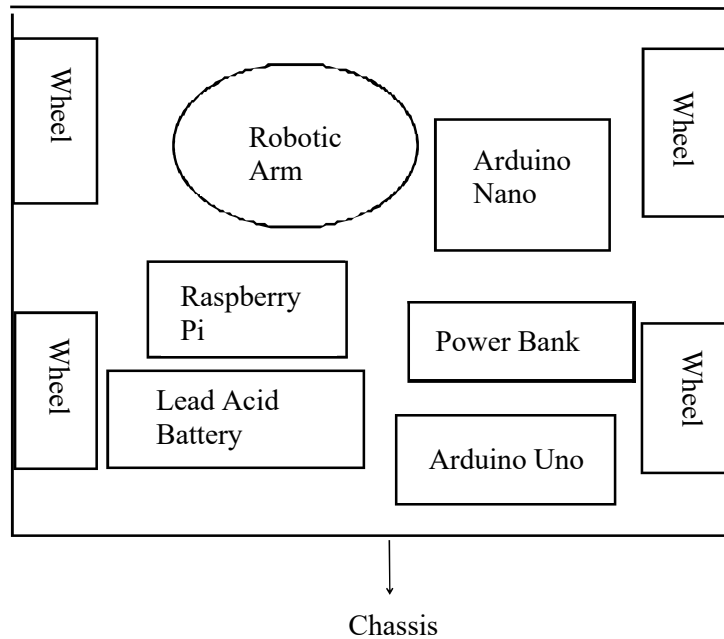 Wheel
Robotic
Arm
Arduino
Nano
Wheel
Raspberry
Pi
Power Bank
Wheel
Lead Acid
Battery
Arduino Uno
Wheel
Chassis